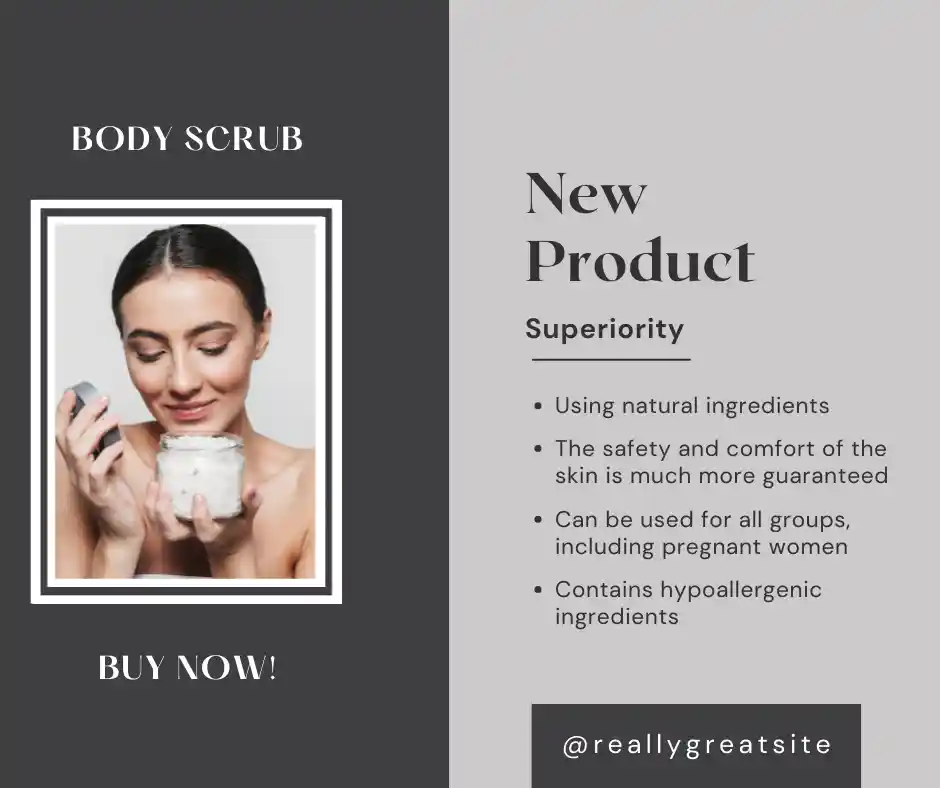 BODY SCRUB
BUY NOW!
New
Product
Superiority
• Using natural ingredients
• The safety and comfort of the
skin is much more guaranteed
• Can be used for all groups,
including pregnant women
• Contains hypoallergenic
ingredients
@reallygreatsite